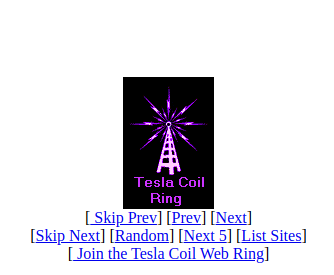 Tesla Coil
Ring
[ Skip Prev] [Prev] [Next]
[Skip Next] [Random] [Next 5] [List Sites]
[ Join the Tesla Coil Web Ring]